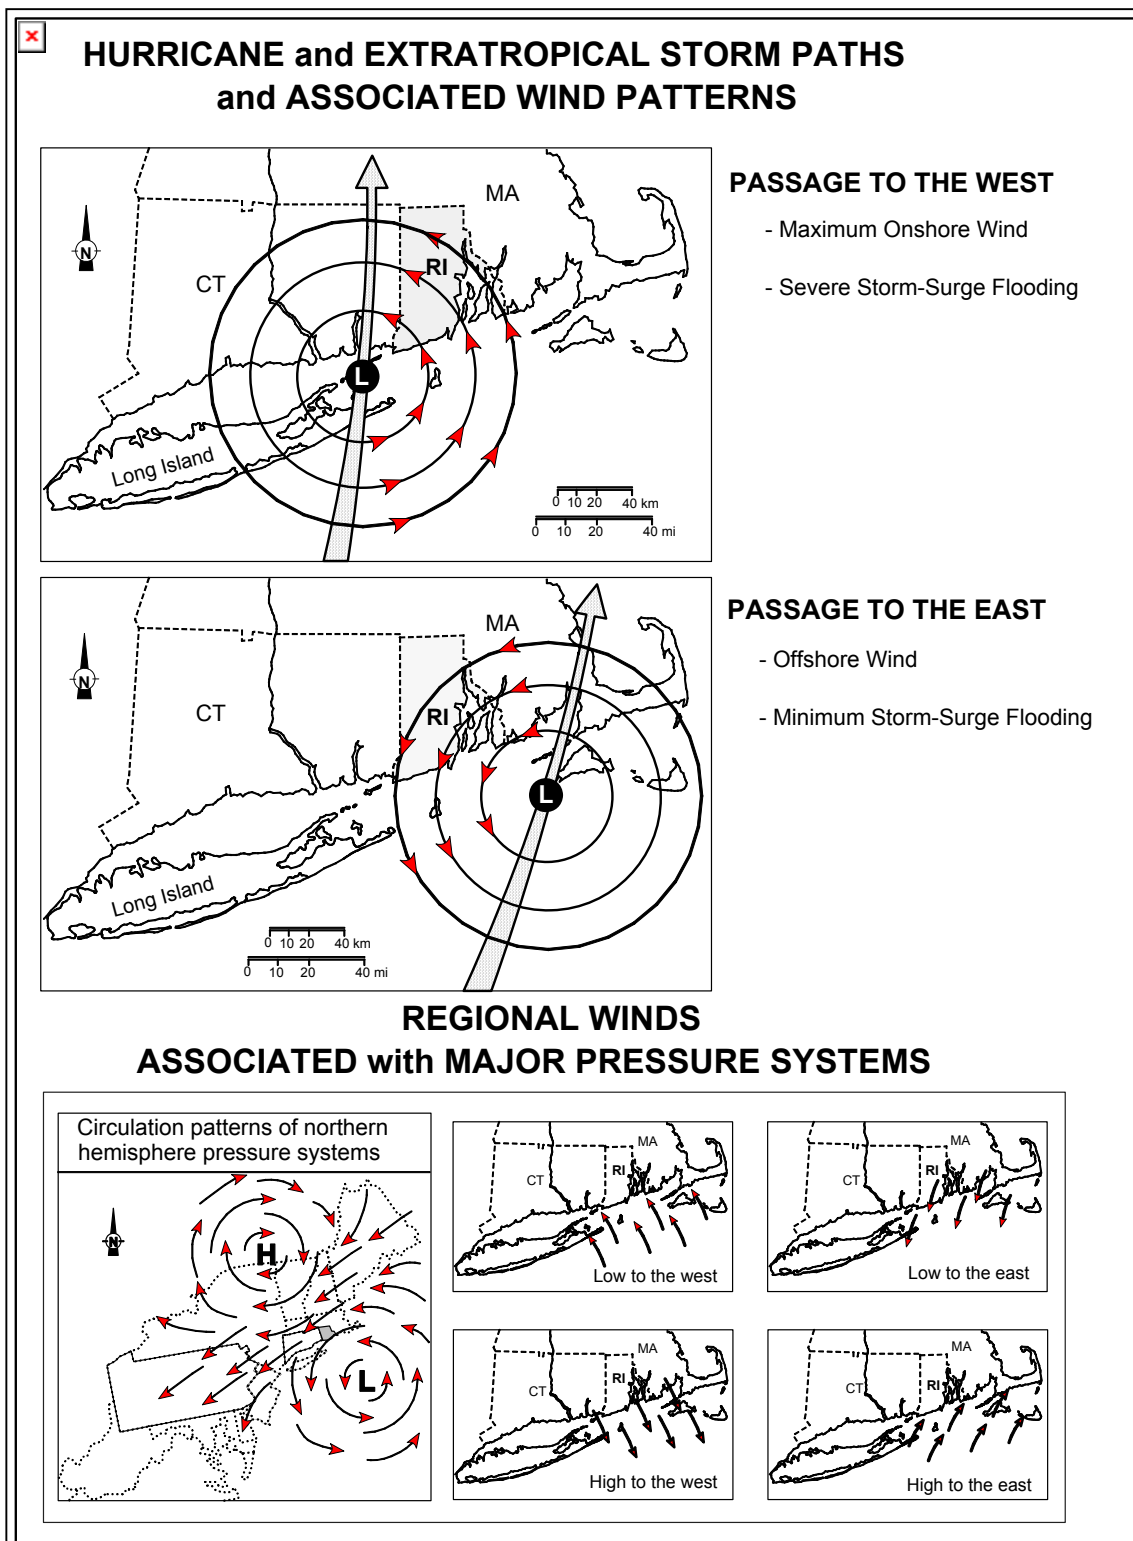 HURRICANE and EXTRATROPICAL STORM PATHS
and ASSOCIATED WIND PATTERNS
MA
RI
CT
N
L
Long Island
0 10 20 40 km
0 10 20 40 mi
PASSAGE TO THE WEST
- Maximum Onshore Wind
- Severe Storm-Surge Flooding
MA
RI
CT
N
L
Long Island
0 10 20 40 km
0 10 20 40 mi
PASSAGE TO THE EAST
- Offshore Wind
- Minimum Storm-Surge Flooding
REGIONAL WINDS
ASSOCIATED with MAJOR PRESSURE SYSTEMS
Circulation patterns of northern
hemisphere pressure systems
N
H
L
MA
RI
CT
Low to the west
MA
RI
CT
Low to the east
MA
RI
CT
High to the west
MA
RI
CT
High to the east